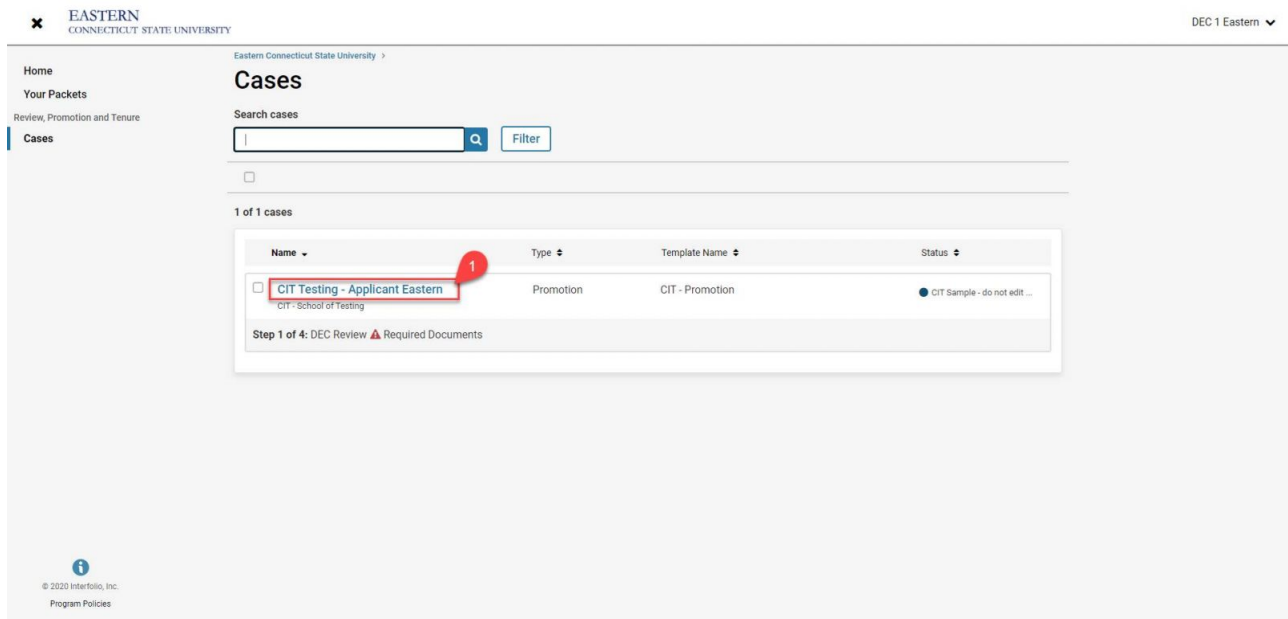 EASTERN
CONNECTICUT STATE UNIVERSITY
DEC 1 Eastern
Home
Your Packets
Review, Promotion and Tenure
Cases
Eastern Connecticut State University >
Cases
Search cases
Filter
1 of 1 cases
Name Type Template Name Status
1
CIT Testing - Applicant Eastern Promotion CIT - Promotion CIT Sample - do not edit ...
CIT - School of Testing
Step 1 of 4: DEC Review Required Documents
© 2020 Interfolio, Inc.
Program Policies